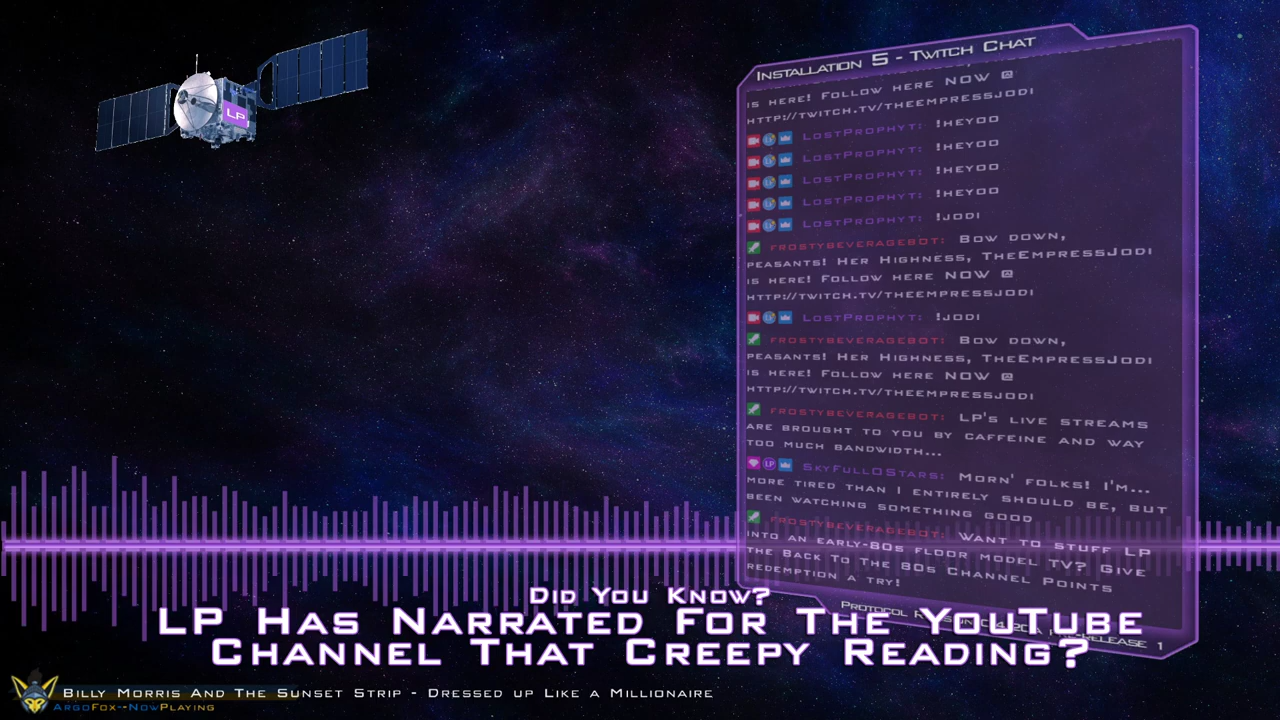 LP
Installation 5 - Twitch Chat
is here! Follow here NOW @
http://twitch.tv/theempressjodi
LostProphyt: !heyoo
LostProphyt: !heyoo
LostProphyt: !heyoo
LostProphyt: !heyoo
LostProphyt: !jodi
frostybeveragebot: Bow down,
peasants! Her Highness, TheEmpressJodi
is here! Follow here NOW @
http://twitch.tv/theempressjodi
LostProphyt: !jodi
frostybeveragebot: Bow down,
peasants! Her Highness, TheEmpressJodi
is here! Follow here NOW @
http://twitch.tv/theempressjodi
frostybeveragebot: LP's live streams
are brought to you by caffeine and way
too much bandwidth...
LP SkyFullOStars: Morn' folks! I'm...
more tired than I entirely should be, but
been watching something good
frostybeveragebot: Want to stuff LP
into an early-80s floor model TV? Give
the Back To The 80s Channel Points
redemption a try!
Protocol
release 1
Did You Know?
LP Has Narrated For The YouTube
Channel That Creepy Reading?
Billy Morris And The Sunset Strip - Dressed up Like a Millionaire
ArgoFox--NowPlaying